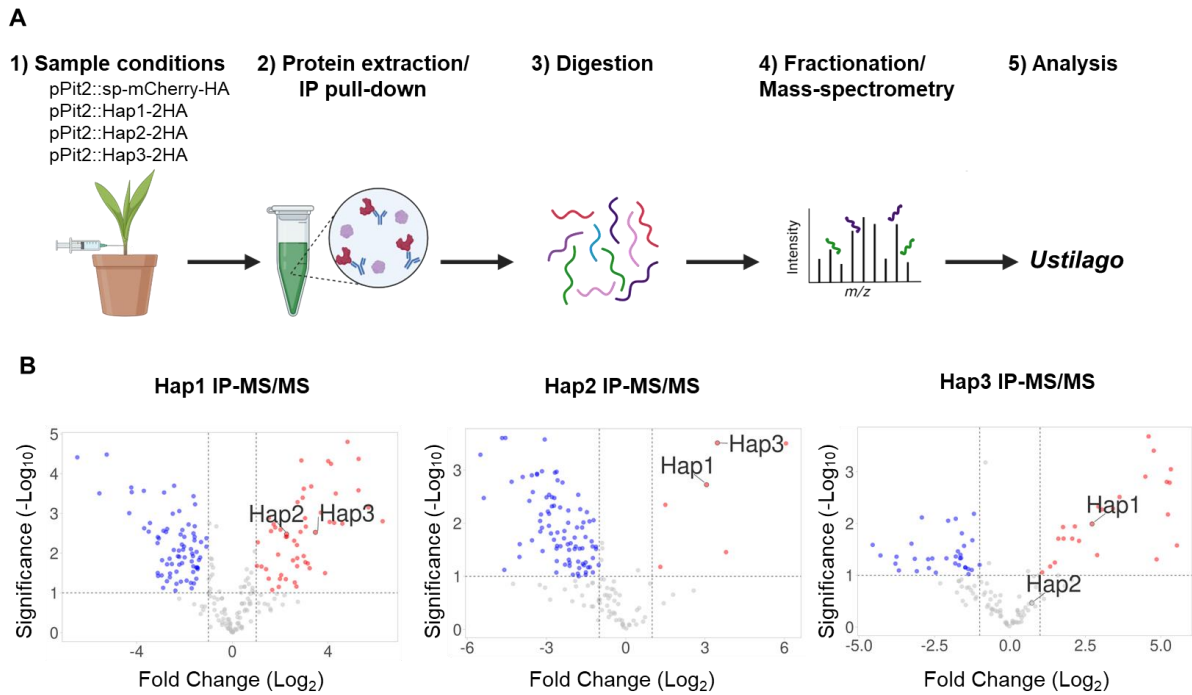 A
1) Sample conditions
pPit2::sp-mCherry-HA
pPit2::Hap1-2HA
pPit2::Hap2-2HA
pPit2::Hap3-2HA
2) Protein extraction/
IP pull-down
3) Digestion
4) Fractionation/
Mass-spectrometry
Intensity
m/z
5) Analysis
Ustilago
B
Hap1 IP-MS/MS
Significance (-Log₁₀)
5
4
3
2
1
0
Hap2
Hap3
-4
0
4
Fold Change (Log₂)
Hap2 IP-MS/MS
Significance (-Log₁₀)
3
2
1
0
Hap3
Hap1
-6
-3
0
3
6
Fold Change (Log₂)
Hap3 IP-MS/MS
Significance (-Log₁₀)
3
2
1
0
Hap1
Hap2
-5.0
-2.5
0.0
2.5
5.0
Fold Change (Log₂)